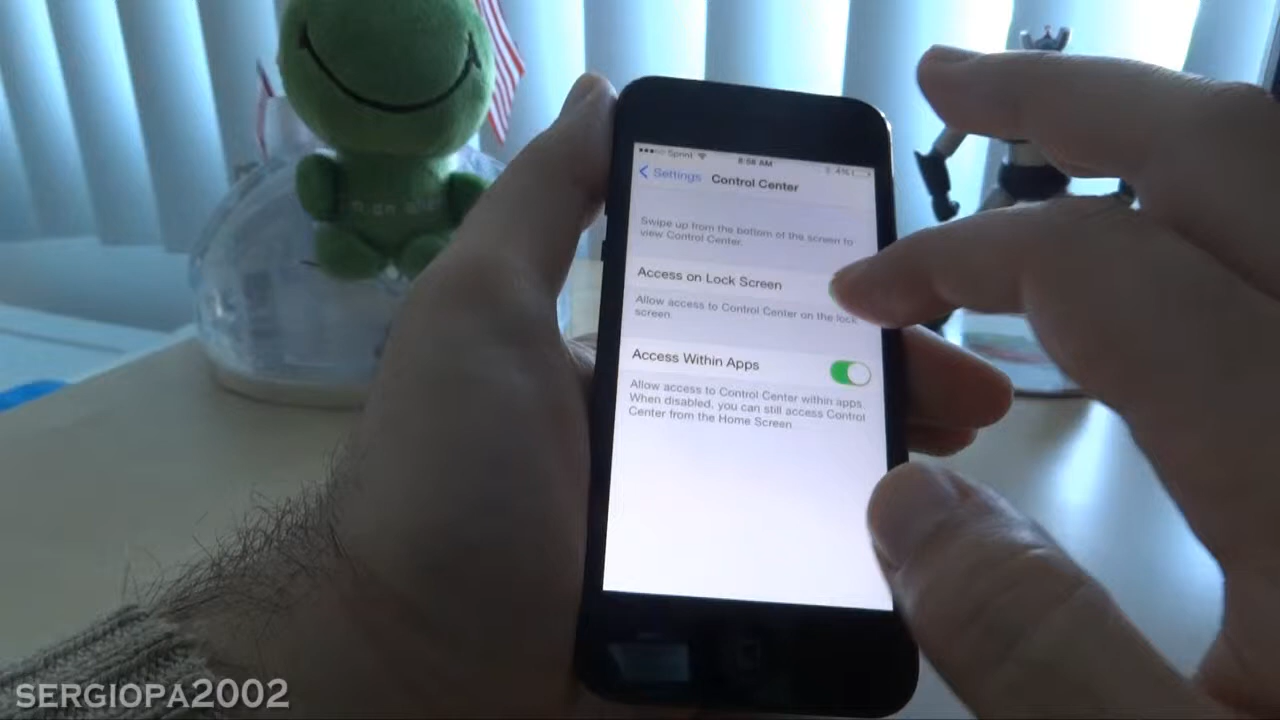 Sprint 8:58 AM 4%
Settings Control Center
Swipe up from the bottom of the screen to
view Control Center.
Access on Lock Screen
Allow access to Control Center on the lock
screen.
Access Within Apps
Allow access to Control Center within apps.
When disabled, you can still access Control
Center from the Home Screen.
SERGIOPA2002